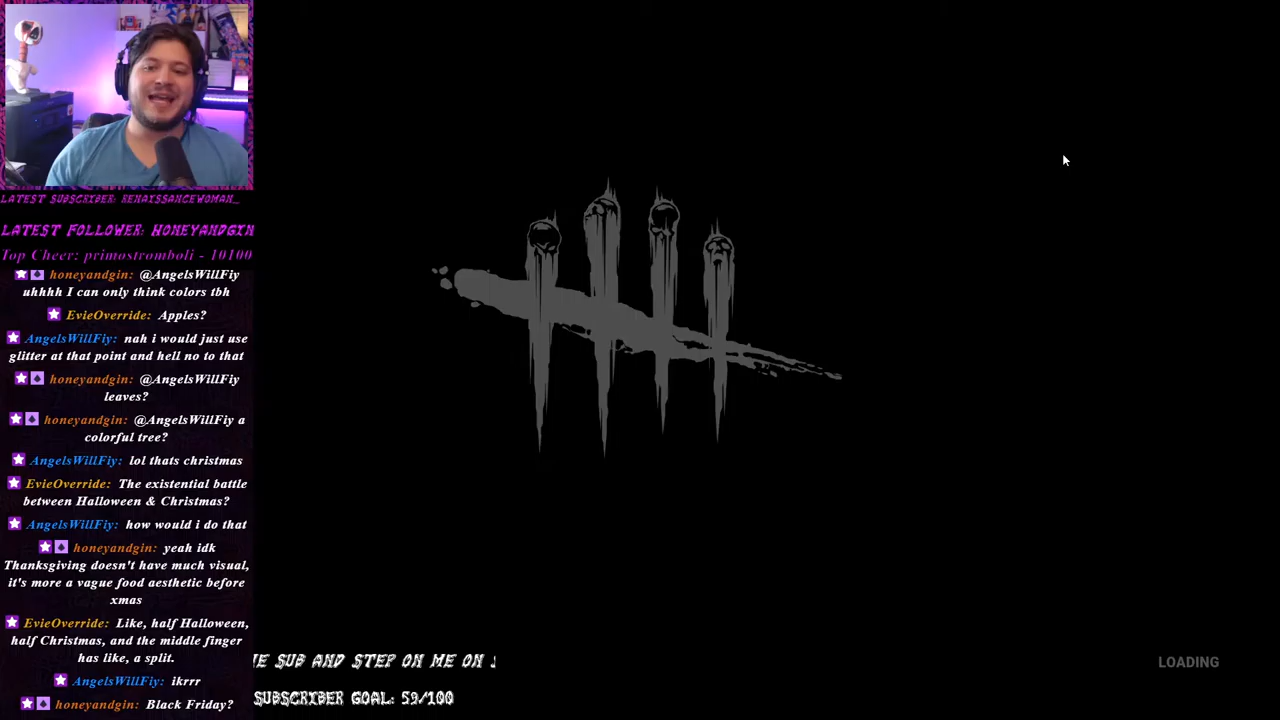 LATEST SUBSCRIBER: RENAISSANCEWOMAN_
LATEST FOLLOWER: HONEYANDGIN
Top Cheer: primostromboli - 10100
honeyandgin: @AngelsWillFiy
uhhhh I can only think colors tbh
EvieOverride: Apples?
AngelsWillFiy: nah i would just use
glitter at that point and hell no to that
honeyandgin: @AngelsWillFiy
leaves?
honeyandgin: @AngelsWillFiy a
colorful tree?
AngelsWillFiy: lol thats christmas
EvieOverride: The existential battle
between Halloween & Christmas?
AngelsWillFiy: how would i do that
honeyandgin: yeah idk
Thanksgiving doesn't have much visual,
it's more a vague food aesthetic before
xmas
EvieOverride: Like, half Halloween,
half Christmas, and the middle finger
has like, a split.
AngelsWillFiy: ikrrr
honeyandgin: Black Friday?
SUB AND STEP ON ME ON
SUBSCRIBER GOAL: 59/100
LOADING